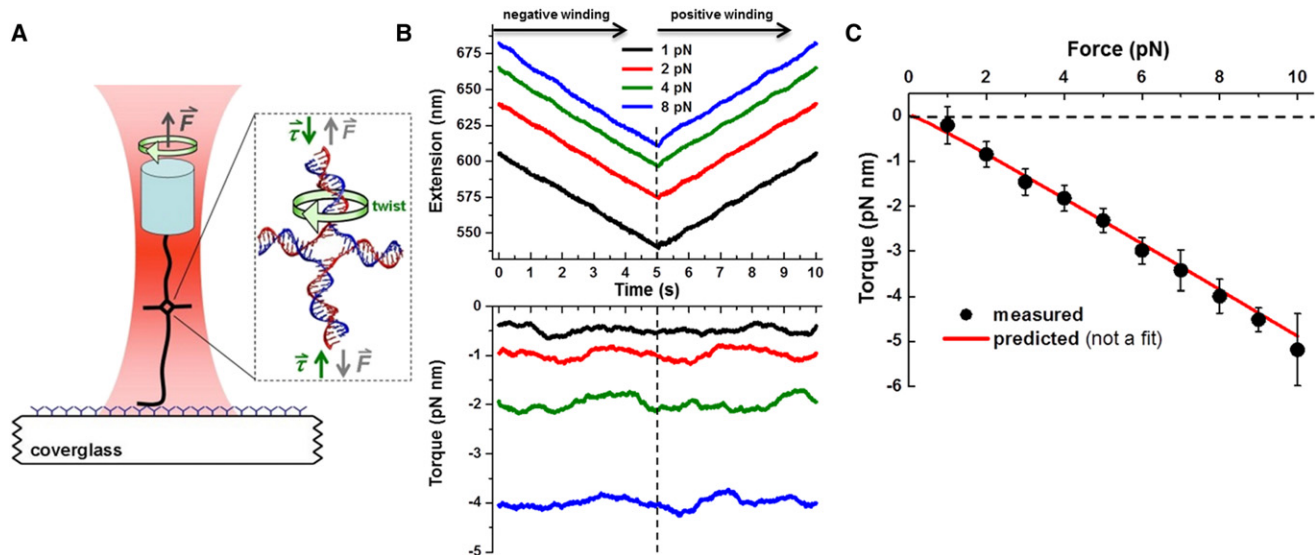 A
F
τ F
twist
τ F
coverglass
B
negative winding positive winding
675
650
625
600
575
550
Extension (nm)
1 pN
2 pN
4 pN
8 pN
0 1 2 3 4 5 6 7 8 9 10
Time (s)
0
-1
-2
-3
-4
-5
Torque (pN nm)
C
Force (pN)
0 2 4 6 8 10
0
-1
-2
-3
-4
-5
-6
Torque (pN nm)
measured
predicted (not a fit)